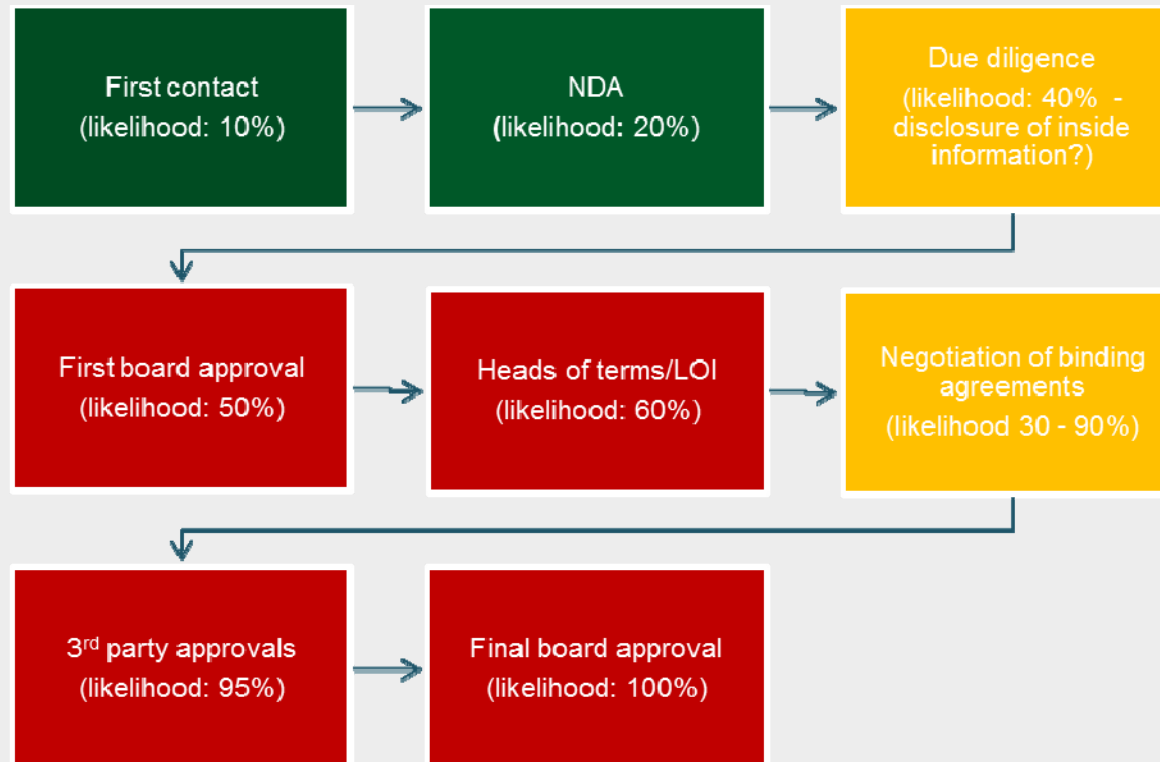 First contact
(likelihood: 10%)
NDA
(likelihood: 20%)
Due diligence
(likelihood: 40% -
disclosure of inside
information?)
First board approval
(likelihood: 50%)
Heads of terms/LOI
(likelihood: 60%)
Negotiation of binding
agreements
(likelihood 30 - 90%)
3rd party approvals
(likelihood: 95%)
Final board approval
(likelihood: 100%)